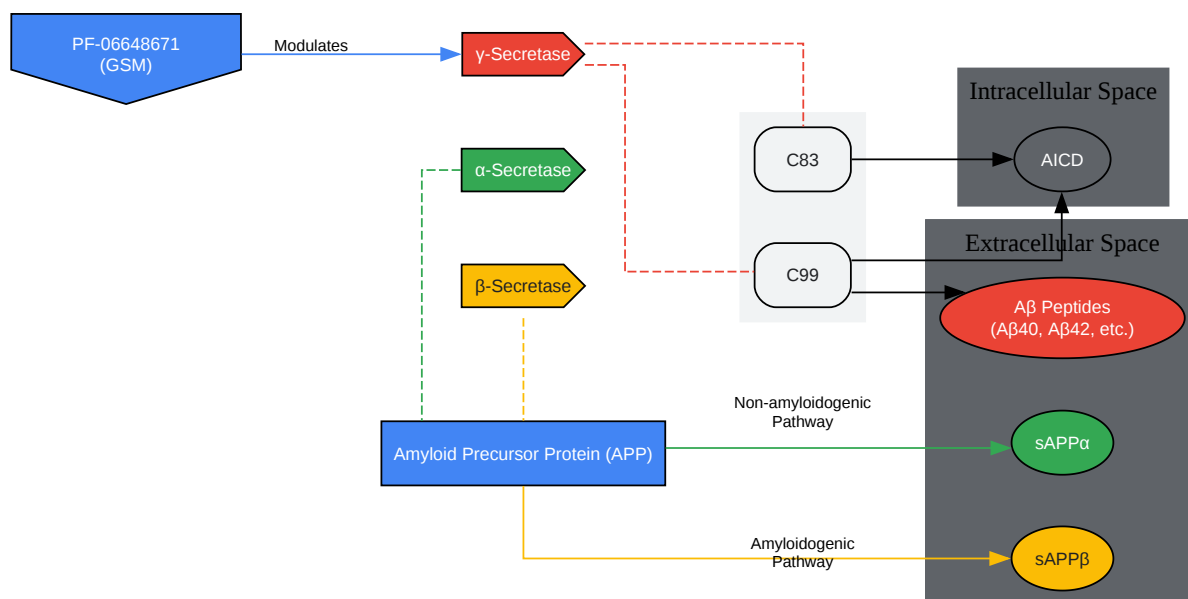 PF-06648671
(GSM)
Modulates
γ-Secretase
Intracellular Space
C83
AICD
α-Secretase
Extracellular Space
C99
β-Secretase
Aβ Peptides
(Aβ40, Aβ42, etc.)
Non-amyloidogenic
Pathway
Amyloid Precursor Protein (APP)
sAPPα
Amyloidogenic
Pathway
sAPPβ